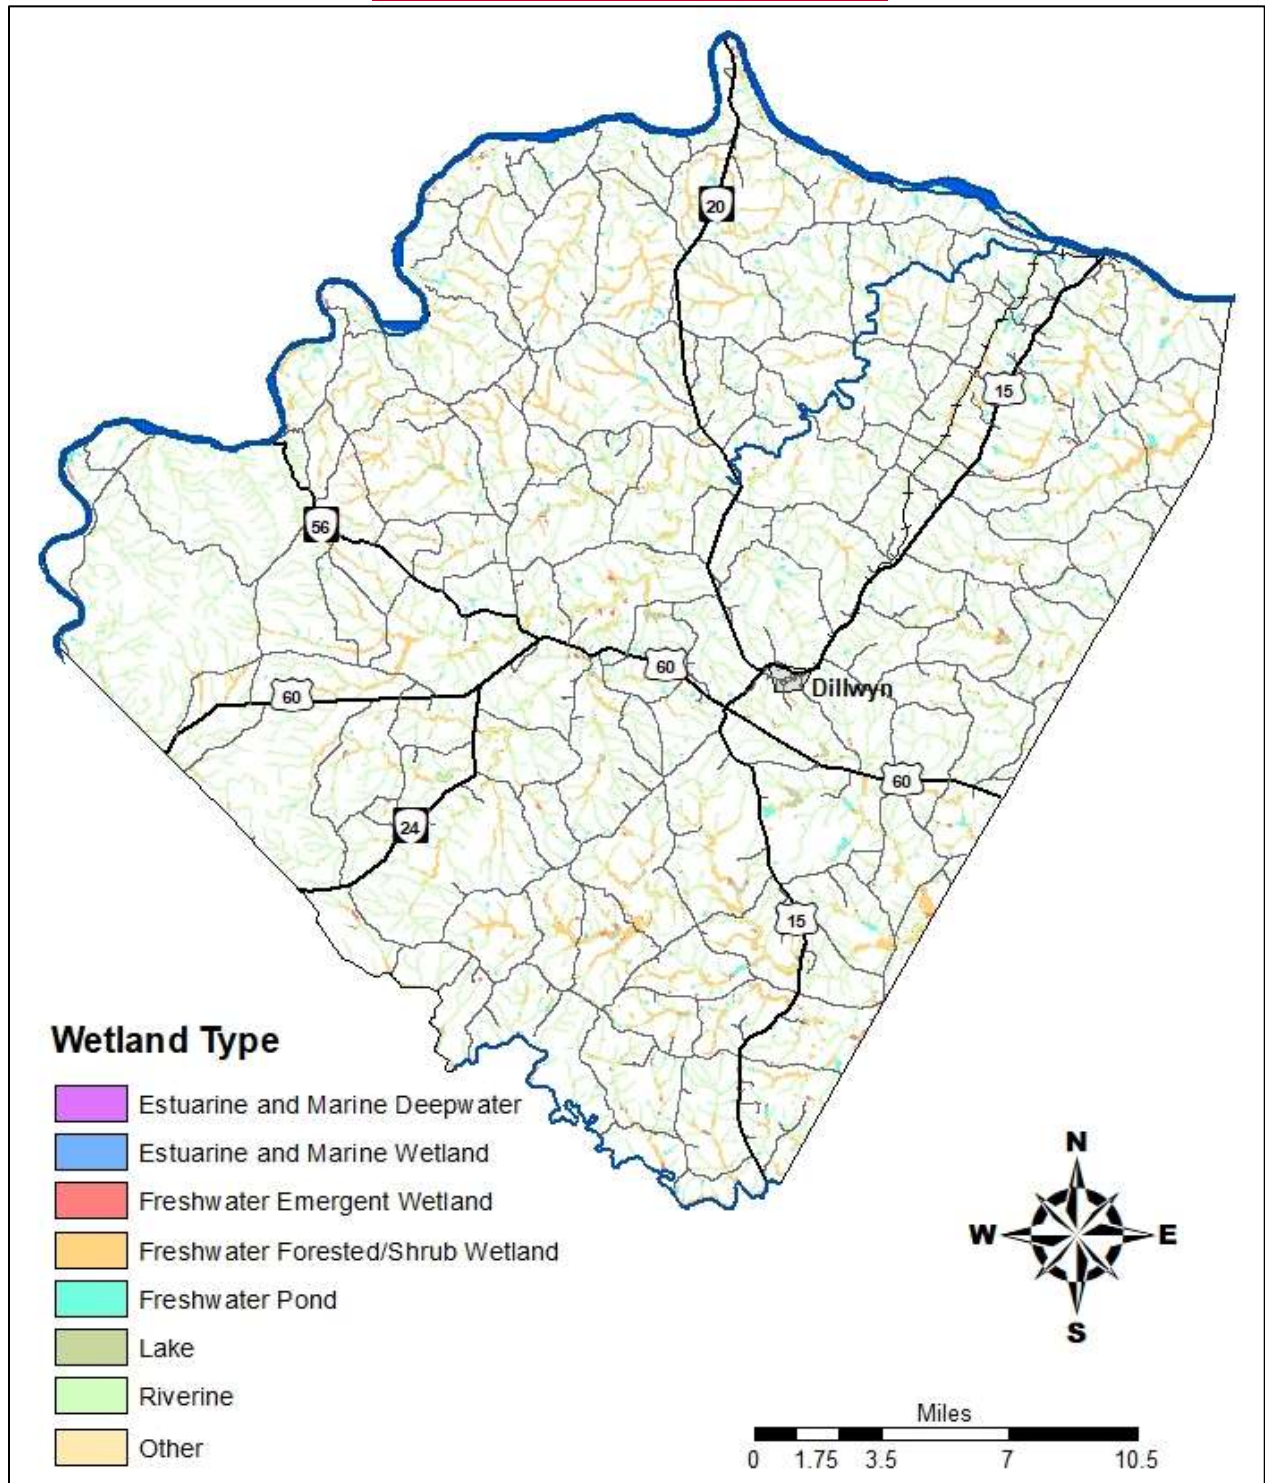 20
15
56
60
60
Dillwyn
60
24
15
Wetland Type
Estuarine and Marine Deepwater
Estuarine and Marine Wetland
Freshwater Emergent Wetland
Freshwater Forested/Shrub Wetland
Freshwater Pond
Lake
Riverine
Other
N
W E
S
Miles
0 1.75 3.5 7 10.5